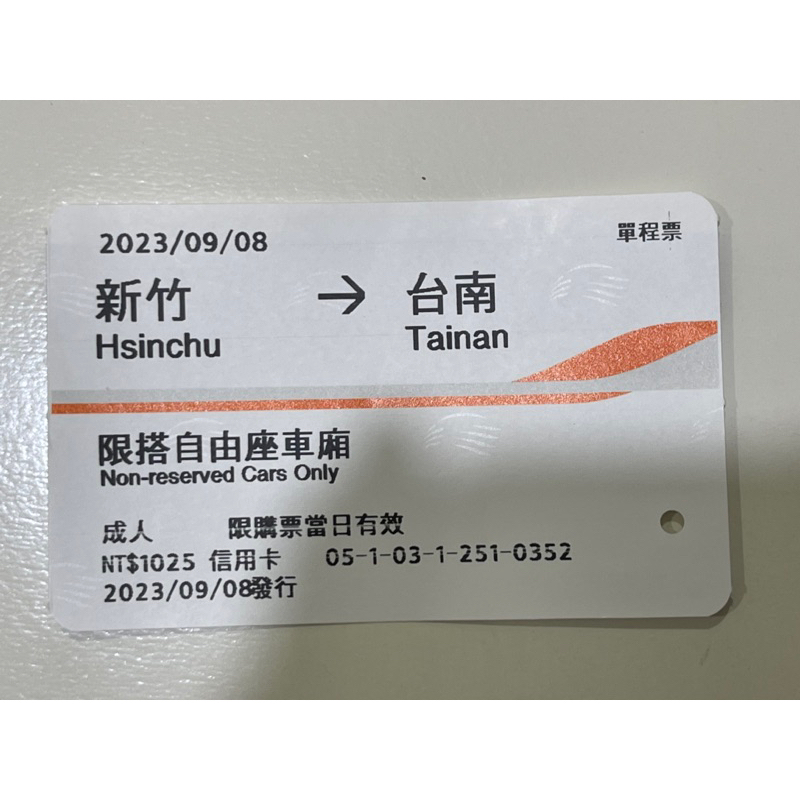 2023/09/08 單程票
新竹 → 台南
Hsinchu Tainan
限搭自由座車廂
Non-reserved Cars Only
成人 限購票當日有效
NT$1025 信用卡 05-1-03-1-251-0352
2023/09/08發行